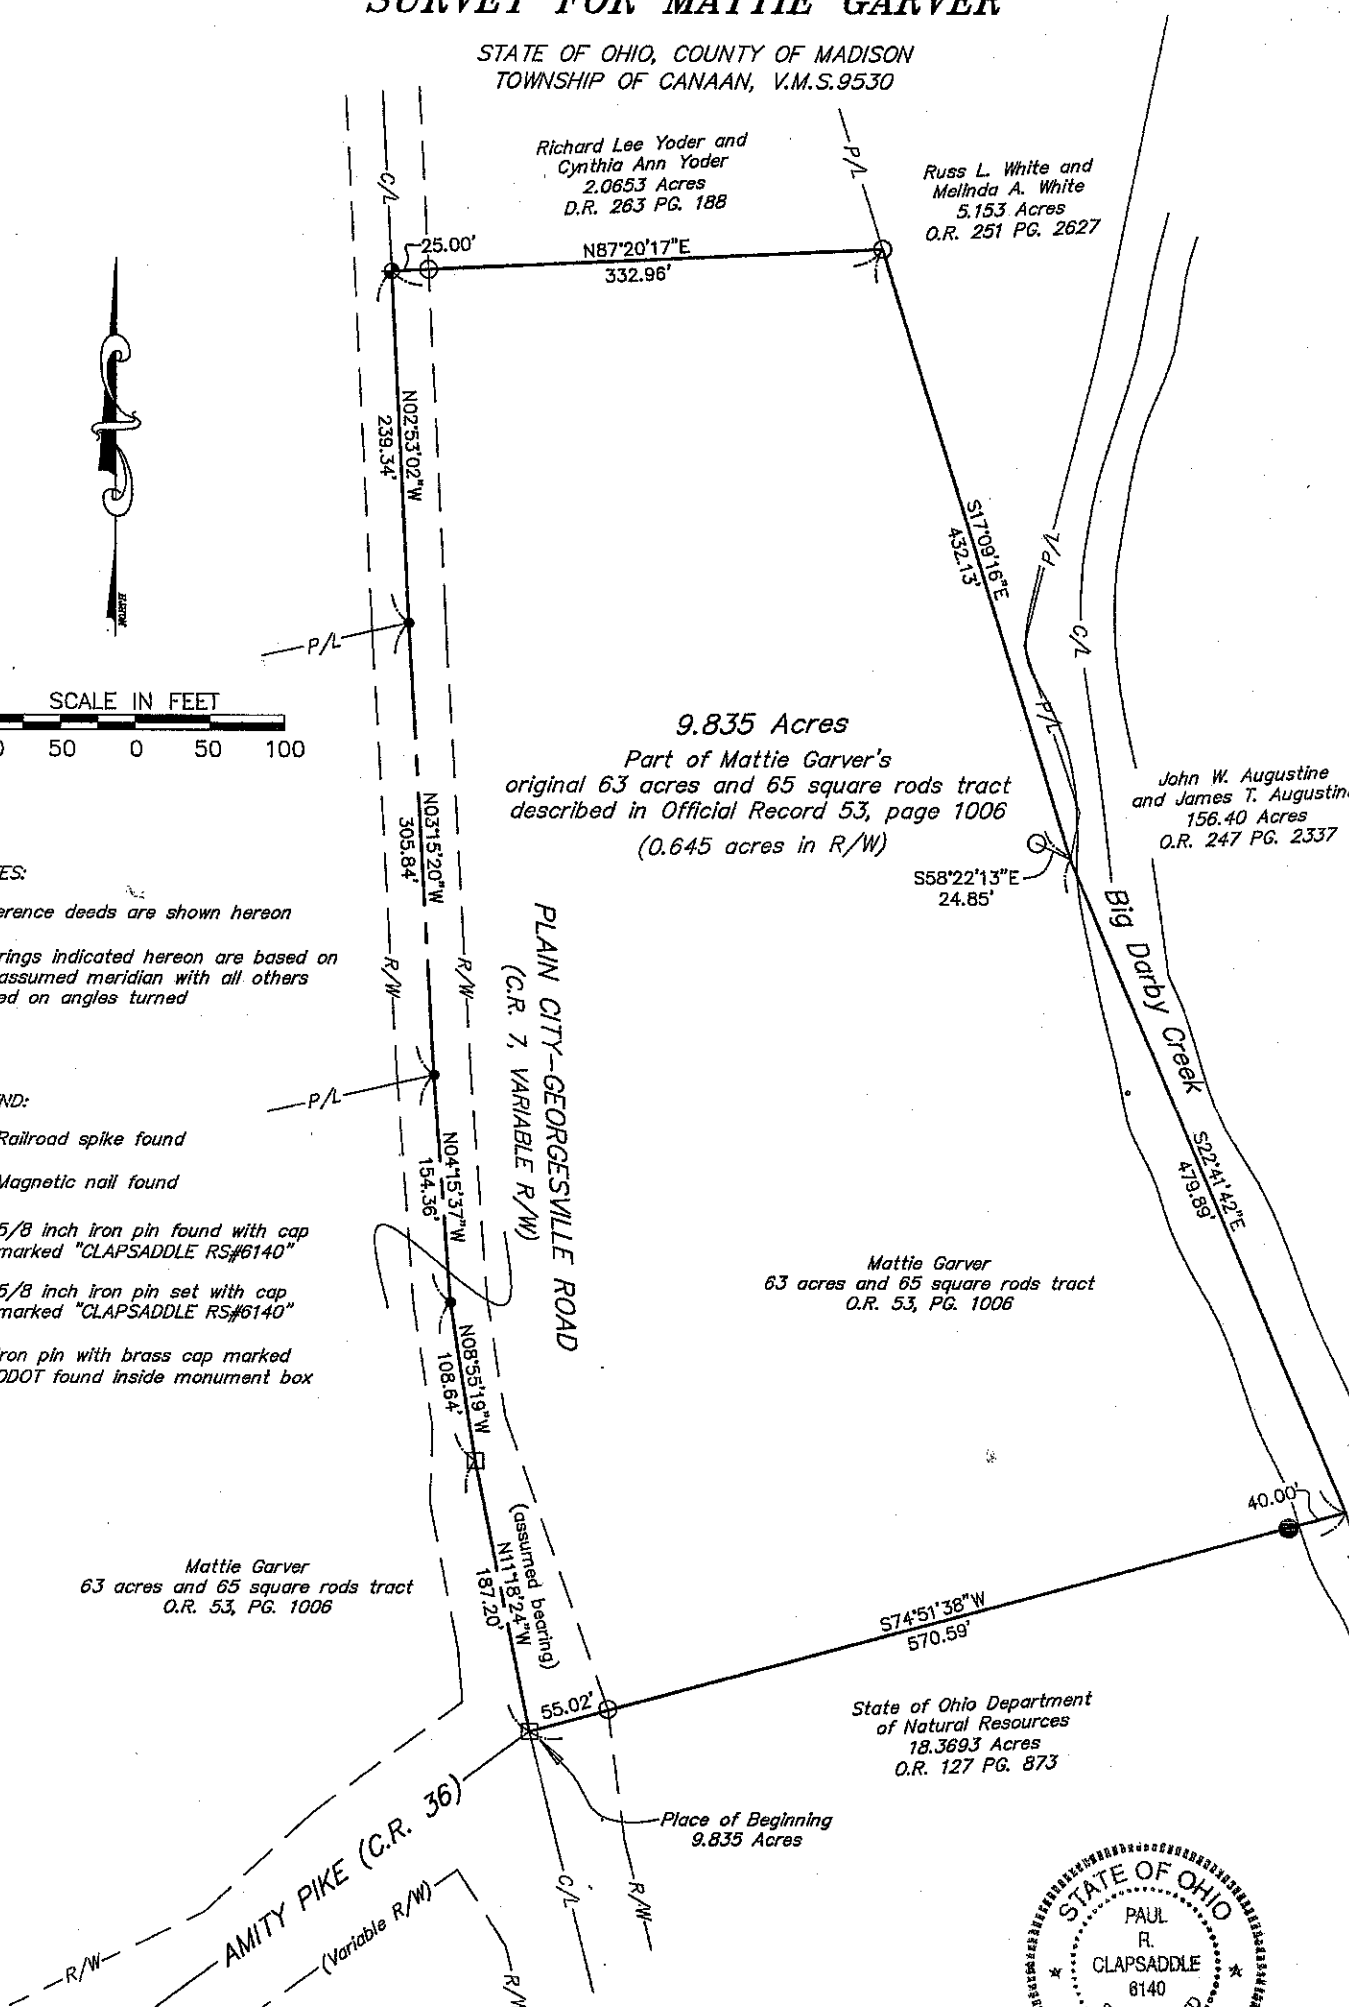 SURVEY FOR MATTIE GARVER
STATE OF OHIO, COUNTY OF MADISON
TOWNSHIP OF CANAAN, V.M.S.9530
Richard Lee Yoder and
Cynthia Ann Yoder
2.0653 Acres
D.R. 263 PG. 188
P/L
Russ L. White and
Melinda A. White
5.153 Acres
O.R. 251 PG. 2627
C/L
25.00'
N87°20'17"E
332.96'
N02°53'02"W
239.34'
S17°09'16"E
432.13'
P/L
C/L
P/L
P/L
SCALE IN FEET
0 50 0 50 100
9.835 Acres
Part of Mattie Garver's
original 63 acres and 65 square rods tract
described in Official Record 53, page 1006
(0.645 acres in R/W)
John W. Augustine
and James T. Augustin
156.40 Acres
O.R. 247 PG. 2337
N03°15'20"W
305.84'
S58°22'13"E
24.85'
Big Darby Creek
ES:
erence deeds are shown hereon
rings indicated hereon are based on
assumed meridian with all others
ed on angles turned
R/W
R/W
PLAIN CITY-GEORGESVILLE ROAD
(C.R. 7, VARIABLE R/W)
P/L
ND:
Railroad spike found
Magnetic nail found
5/8 inch iron pin found with cap
marked "CLAPSADDLE RS#6140"
5/8 inch iron pin set with cap
marked "CLAPSADDLE RS#6140"
ron pin with brass cap marked
ODOT found inside monument box
N04°15'37"W
154.36'
S22°41'42"E
479.89'
Mattie Garver
63 acres and 65 square rods tract
O.R. 53, PG. 1006
N08°55'19"W
108.64'
40.00'
(assumed bearing)
N11°18'24"W
187.20'
Mattie Garver
63 acres and 65 square rods tract
O.R. 53, PG. 1006
S74°51'38"W
570.59'
55.02'
State of Ohio Department
of Natural Resources
18.3693 Acres
O.R. 127 PG. 873
Place of Beginning
9.835 Acres
AMITY PIKE (C.R. 36)
(Variable R/W)
C/L
R/W
R/W
R/W
STATE OF OHIO
PAUL
R.
CLAPSADDLE
6140